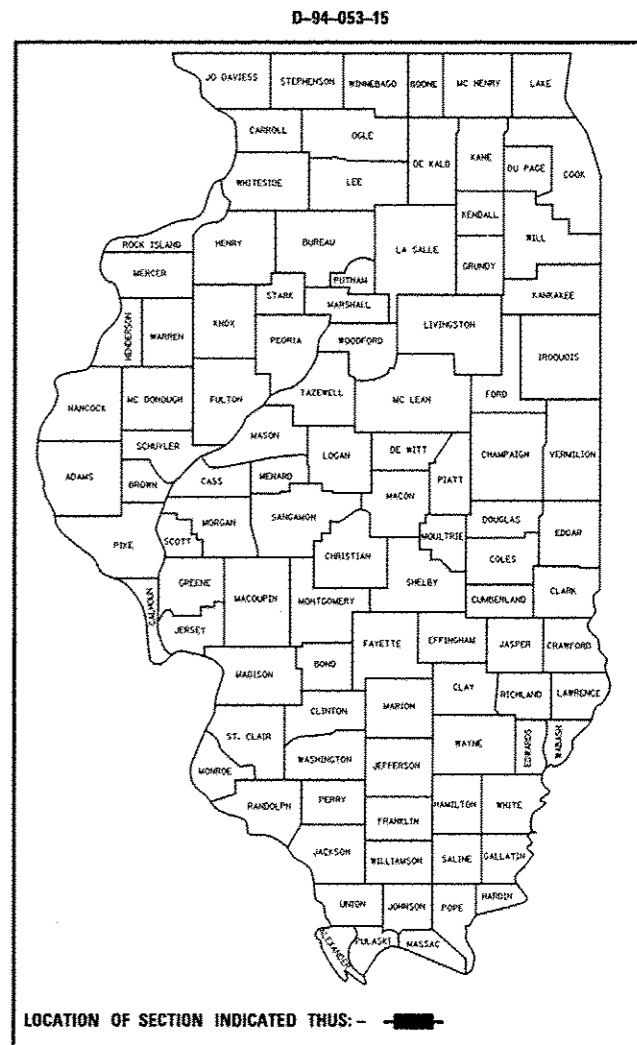 D-94-053-15
JO DAVIESS STEPHENSON WINNEBAGO BOONE MC HENRY LAKE
CARROLL OGLE DE KALB KANE DU PAGE COOK
WHITESIDE LEE
KENDALL WILL
ROCK ISLAND HENRY BUREAU LA SALLE GRUNDY
MERCER PUTNAM
STARK MARSHALL KANKAKEE
HENDERSON WARREN KNOX PEORIA WOODFORD LIVINGSTON IROQUOIS
HANCOCK MC DONOUGH FULTON TAZEWELL MC LEAN FORD
MASON
SCHUYLER LOGAN DE WITT CHAMPAIGN VERMILION
ADAMS BROWN CASS MENARD PIATT
MACON
MORGAN SANGAMON DOUGLAS
PIKE SCOTT CHRISTIAN MOULTRIE COLES EDGAR
GREENE MACOUPIN MONTGOMERY SHELBY CUMBERLAND CLARK
CALHOUN JERSEY
FAYETTE EFFINGHAM JASPER CRAWFORD
MADISON BOND
CLAY RICHLAND LAWRENCE
CLINTON MARION
ST. CLAIR WAYNE EDWARDS WABASH
WASHINGTON JEFFERSON
MONROE
RANDOLPH PERRY HAMILTON WHITE
FRANKLIN
JACKSON WILLIAMSON SALINE GALLATIN
UNION JOHNSON POPE HARDIN
ALEXANDER PULASKI MASSAC
LOCATION OF SECTION INDICATED THUS: -